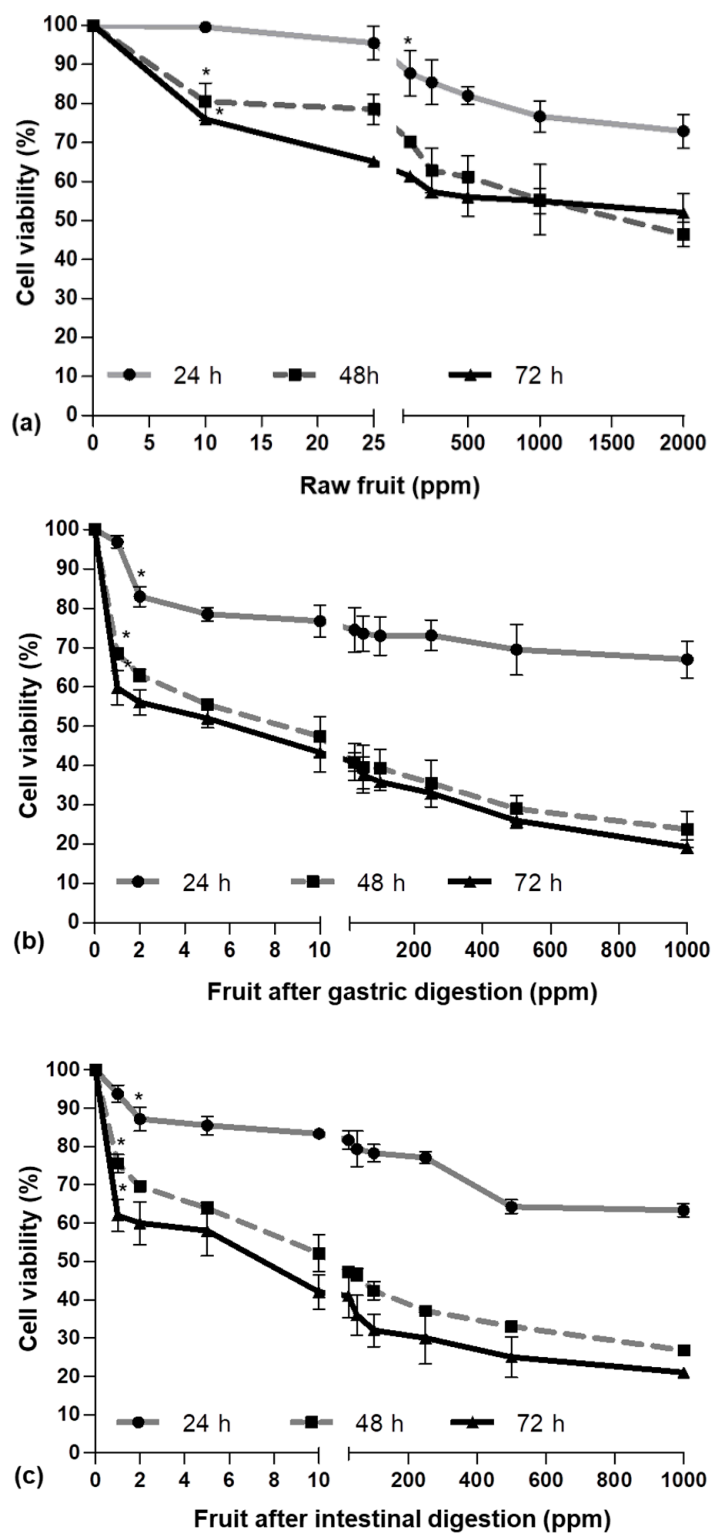 100
90
80
70
60
50
40
30
20
10
0
Cell viability (%)
*
*
*
24 h 48h 72 h
(a)
0 5 10 15 20 25 500 1000 1500 2000
Raw fruit (ppm)
100
90
80
70
60
50
40
30
20
10
0
Cell viability (%)
*
*
*
24 h 48 h 72 h
(b)
0 2 4 6 8 10 200 400 600 800 1000
Fruit after gastric digestion (ppm)
100
90
80
70
60
50
40
30
20
10
0
Cell viability (%)
*
*
*
24 h 48 h 72 h
(c)
0 2 4 6 8 10 200 400 600 800 1000
Fruit after intestinal digestion (ppm)